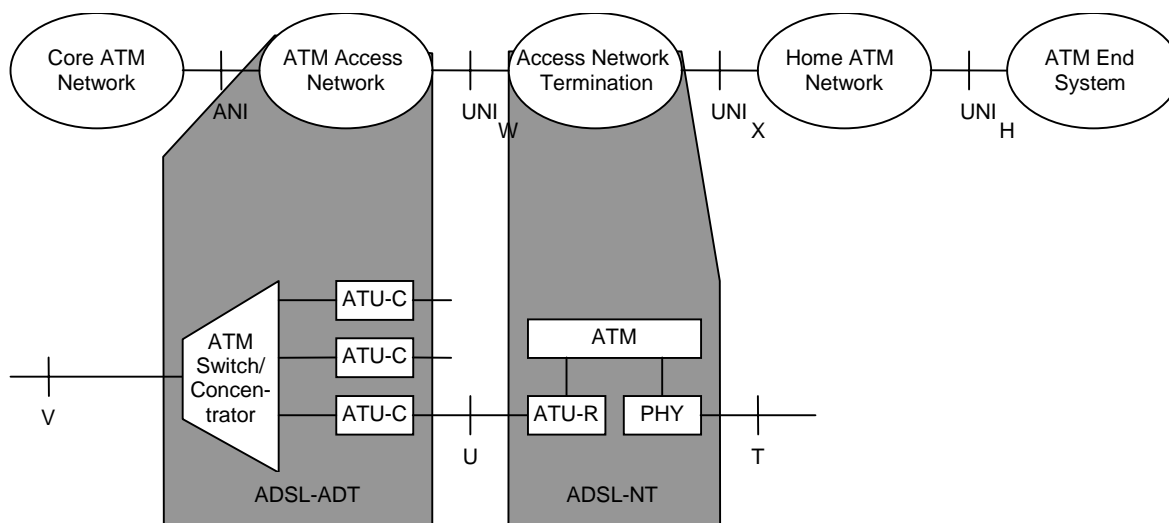 Core ATM
Network
ATM Access
Network
Access Network
Termination
Home ATM
Network
ATM End
System
ANI
UNI W
UNI X
UNI H
ATU-C
ATU-C
ATU-C
ATM
Switch/
Concen-
trator
ATM
ATU-R
PHY
V
U
T
ADSL-ADT
ADSL-NT